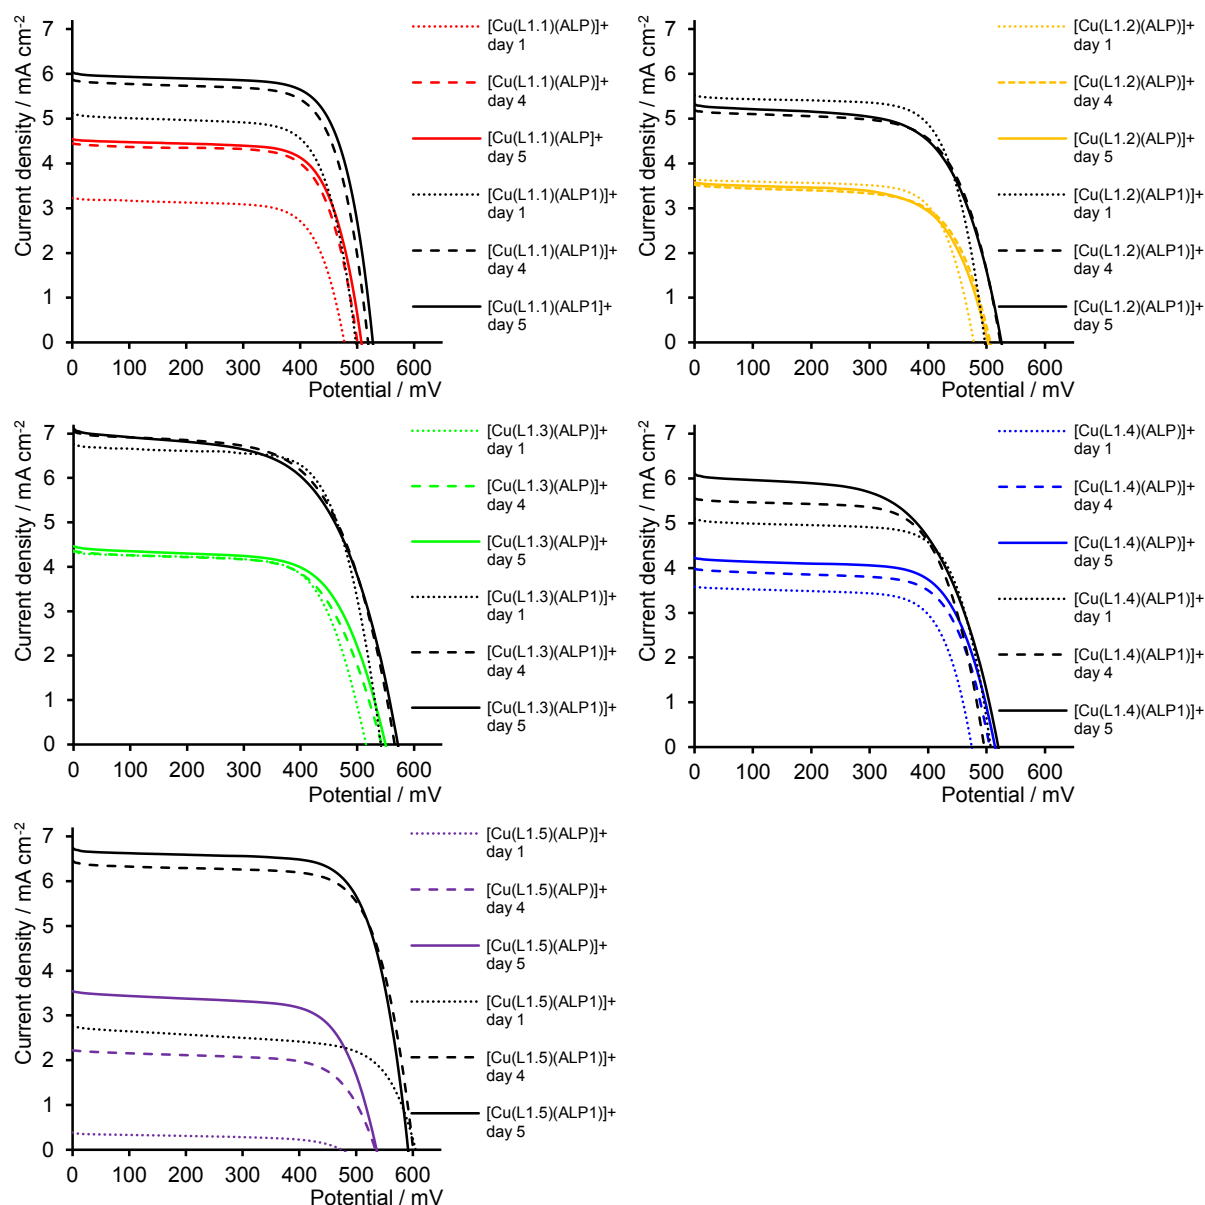 Current density / mA cm-2
7
6
5
4
3
2
1
0
0 100 200 300 400 500 600
Potential / mV
[Cu(L1.1)(ALP)]+
day 1
[Cu(L1.1)(ALP)]+
day 4
[Cu(L1.1)(ALP]+
day 5
[Cu(L1.1)(ALP1)]+
day 1
[Cu(L1.1)(ALP1)]+
day 4
[Cu(L1.1)(ALP1]+
day 5
Current density / mA cm-2
7
6
5
4
3
2
1
0
0 100 200 300 400 500 600
Potential / mV
[Cu(L1.2)(ALP)]+
day 1
[Cu(L1.2)(ALP)]+
day 4
[Cu(L1.2)(ALP)]+
day 5
[Cu(L1.2)(ALP1)]+
day 1
[Cu(L1.2)(ALP1)]+
day 4
[Cu(L1.2)(ALP1)]+
day 5
Current density / mA cm-2
7
6
5
4
3
2
1
0
0 100 200 300 400 500 600
Potential / mV
[Cu(L1.3)(ALP)]+
day 1
[Cu(L1.3)(ALP)]+
day 4
[Cu(L1.3)(ALP)]+
day 5
[Cu(L1.3)(ALP1)]+
day 1
[Cu(L1.3)(ALP1)]+
day 4
[Cu(L1.3)(ALP1)]+
day 5
Current density / mA cm-2
7
6
5
4
3
2
1
0
0 100 200 300 400 500 600
Potential / mV
[Cu(L1.4)(ALP)]+
day 1
[Cu(L1.4)(ALP)]+
day 4
[Cu(L1.4)(ALP)]+
day 5
[Cu(L1.4)(ALP1)]+
day 1
[Cu(L1.4)(ALP1)]+
day 4
[Cu(L1.4)(ALP1)]+
day 5
Current density / mA cm-2
7
6
5
4
3
2
1
0
0 100 200 300 400 500 600
Potential / mV
[Cu(L1.5)(ALP)]+
day 1
[Cu(L1.5)(ALP)]+
day 4
[Cu(L1.5)(ALP)]+
day 5
[Cu(L1.5)(ALP1)]+
day 1
[Cu(L1.5)(ALP1)]+
day 4
[Cu(L1.5)(ALP1)]+
day 5